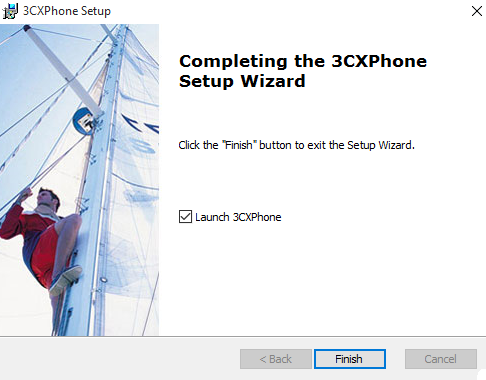 3CXPhone Setup
Completing the 3CXPhone
Setup Wizard
Click the "Finish" button to exit the Setup Wizard.
Launch 3CXPhone
< Back
Finish
Cancel